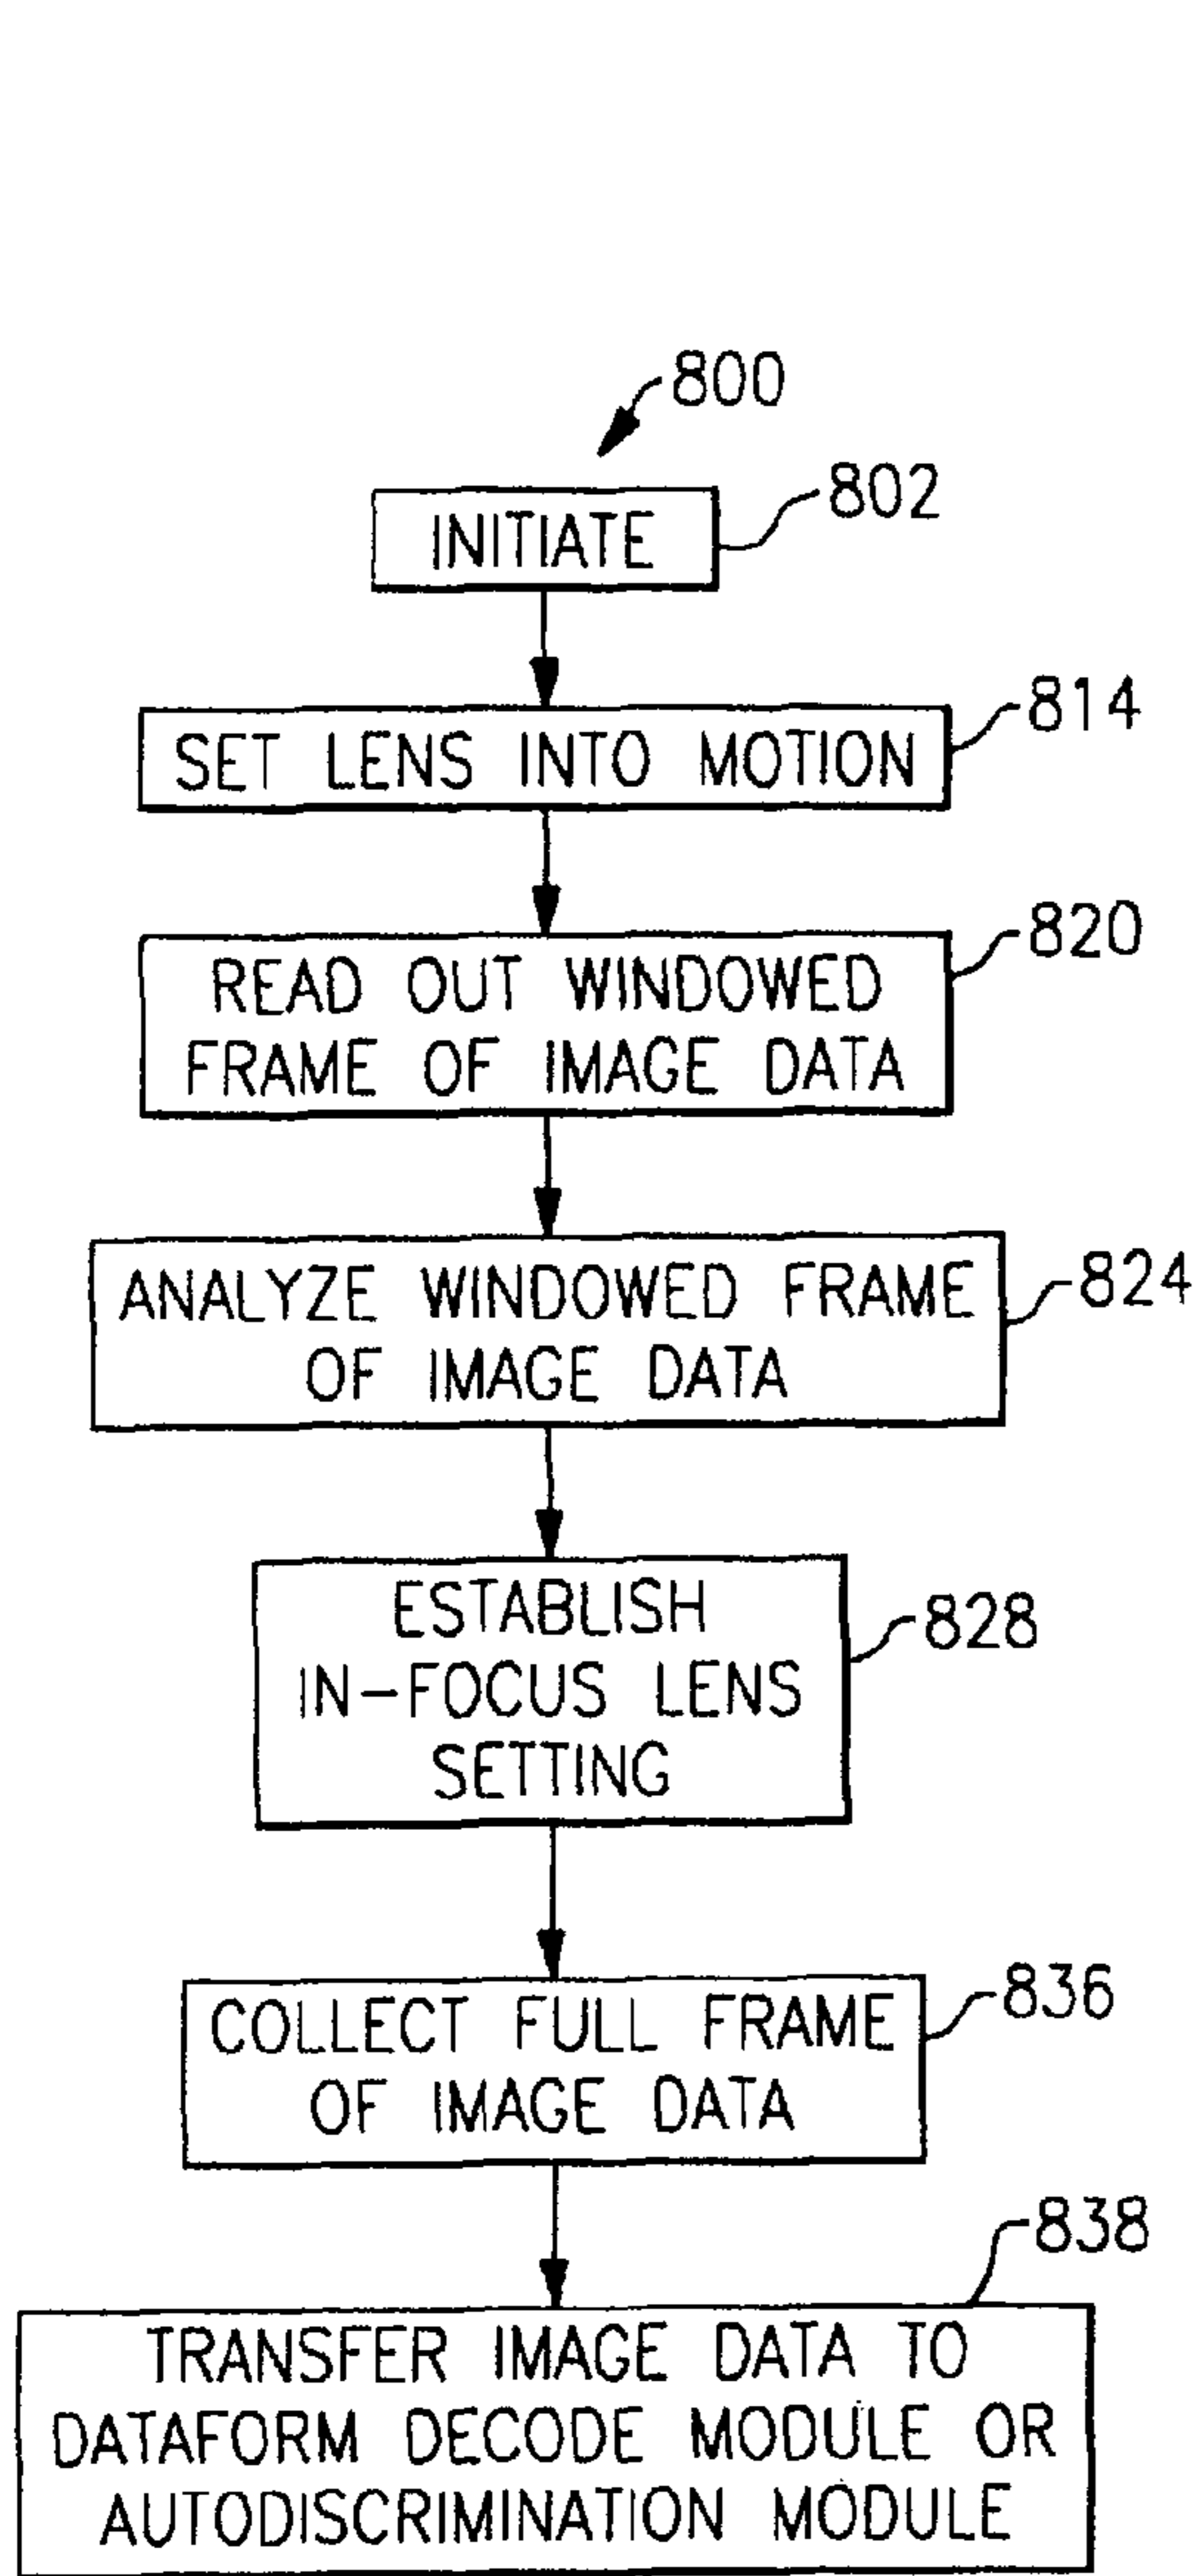 800
802
INITIATE
814
SET LENS INTO MOTION
820
READ OUT WINDOWED
FRAME OF IMAGE DATA
824
ANALYZE WINDOWED FRAME
OF IMAGE DATA
828
ESTABLISH
IN-FOCUS LENS
SETTING
836
COLLECT FULL FRAME
OF IMAGE DATA
838
TRANSFER IMAGE DATA TO
DATAFORM DECODE MODULE OR
AUTODISCRIMINATION MODULE